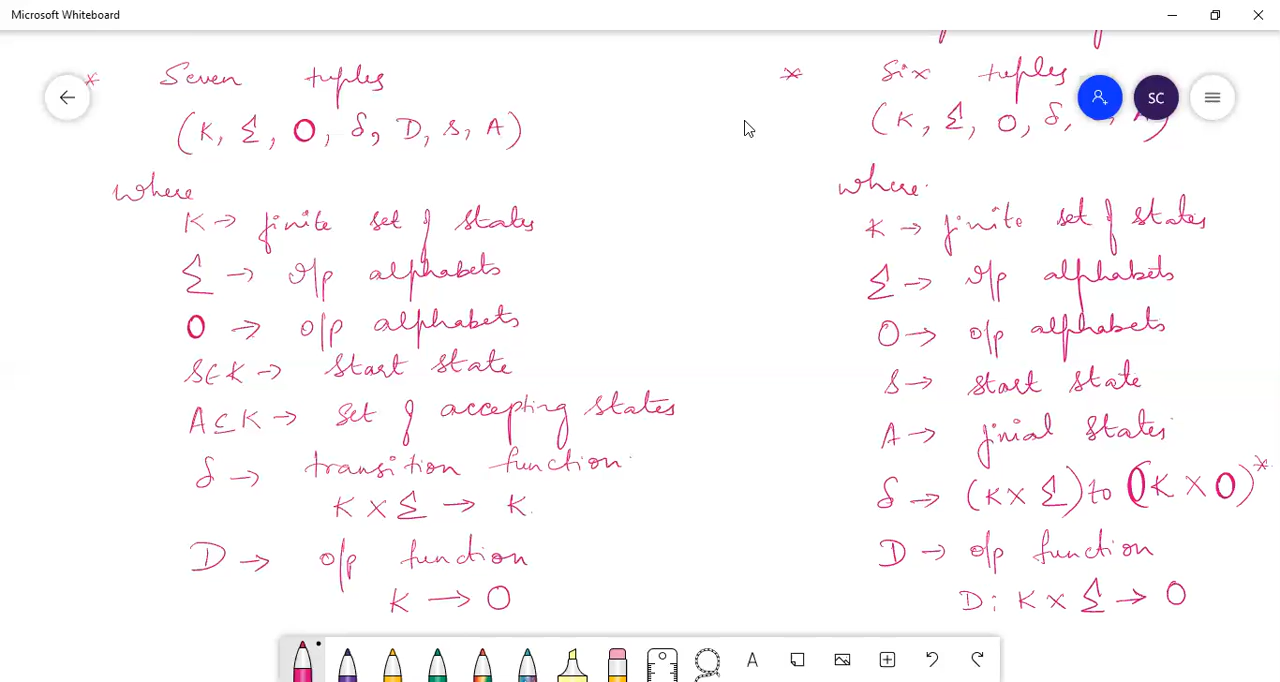 Microsoft Whiteboard
* Seven tuples
(K, Σ, O, δ, D, s, A)
where
K → finite set of states
Σ → i/p alphabets
O → o/p alphabets
s∈K → start state
A⊆K → set of accepting states
δ → transition function.
K × Σ → K.
D → o/p function
K → O
* Six tuples
(K, Σ, O, δ, , A)
where.
K → finite set of states
Σ → i/p alphabets
O → o/p alphabets
s → start state
A → finial states
δ → (K × Σ) to (K × O)*
D → o/p function
D: K × Σ → O
SC
A